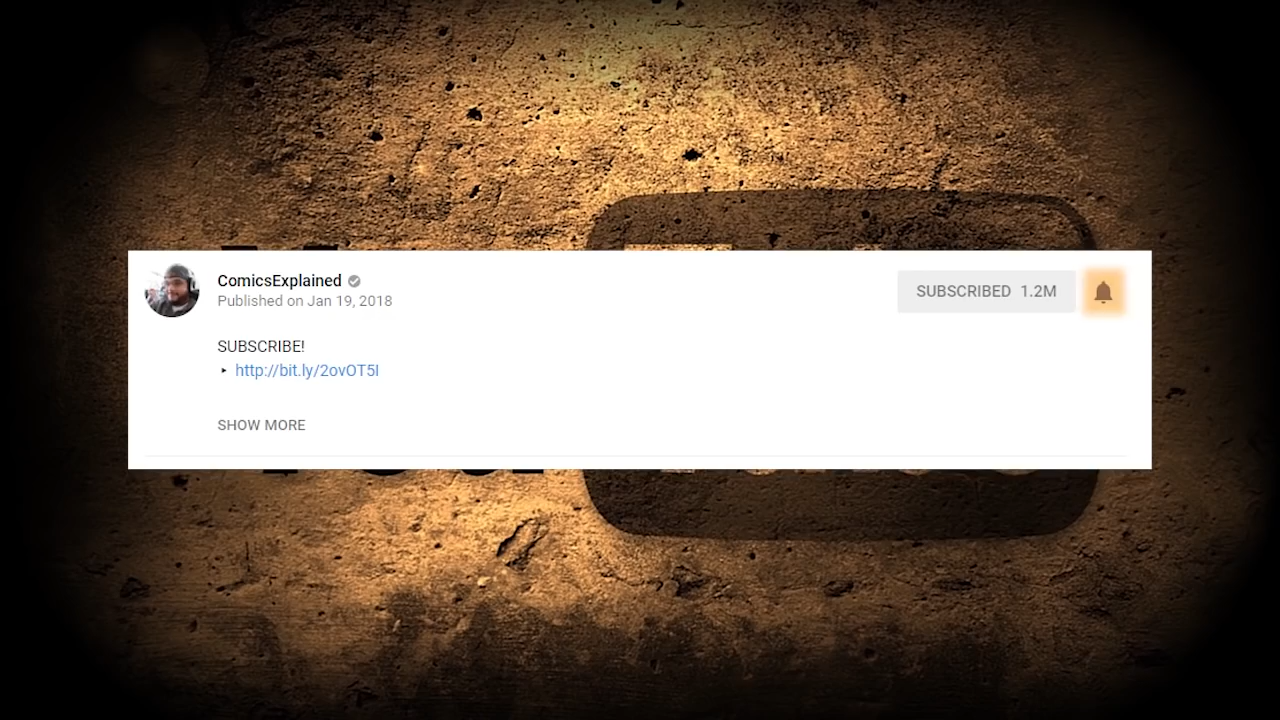 ComicsExplained
Published on Jan 19, 2018
SUBSCRIBED 1.2M
SUBSCRIBE!
‣ http://bit.ly/2ovOT5I
SHOW MORE